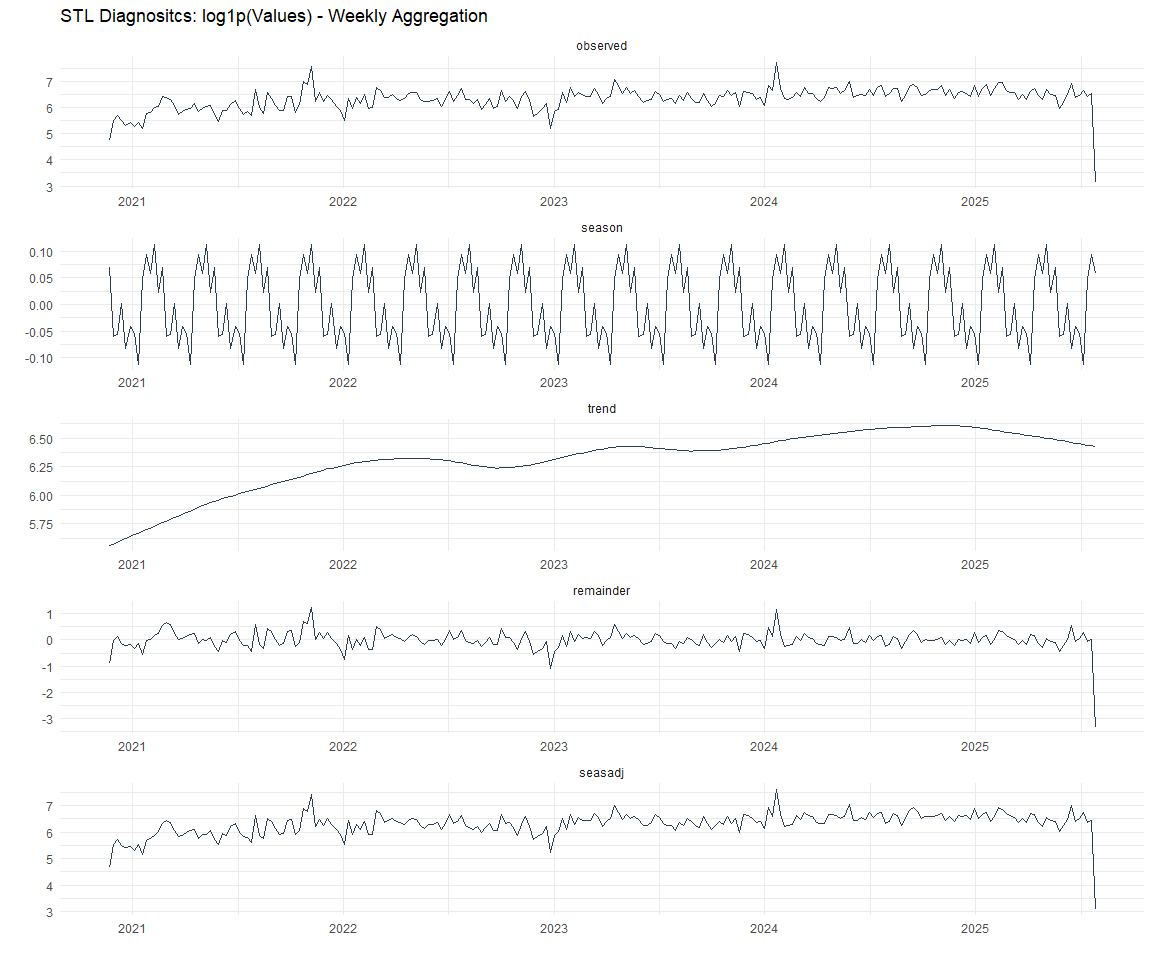 STL Diagnositcs: log1p(Values) - Weekly Aggregation
observed
7
6
5
4
3
2021 2022 2023 2024 2025
season
0.10
0.05
0.00
-0.05
-0.10
2021 2022 2023 2024 2025
trend
6.50
6.25
6.00
5.75
2021 2022 2023 2024 2025
remainder
1
0
-1
-2
-3
2021 2022 2023 2024 2025
seasadj
7
6
5
4
3
2021 2022 2023 2024 2025